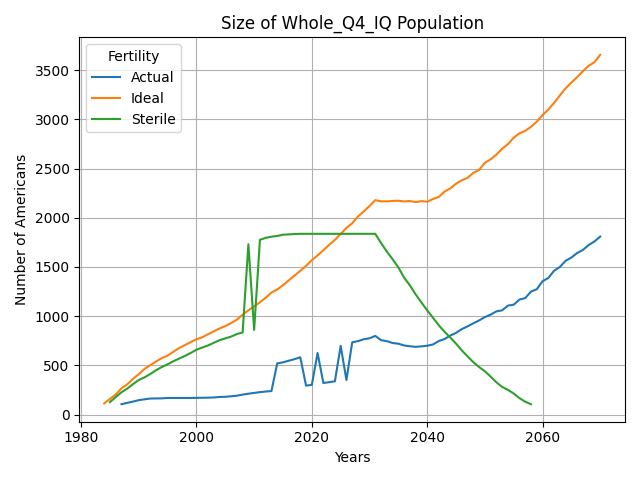 Size of Whole_Q4_IQ Population
Fertility
Actual
Ideal
Sterile
Number of Americans
3500
3000
2500
2000
1500
1000
500
0
1980
2000
2020
2040
2060
Years